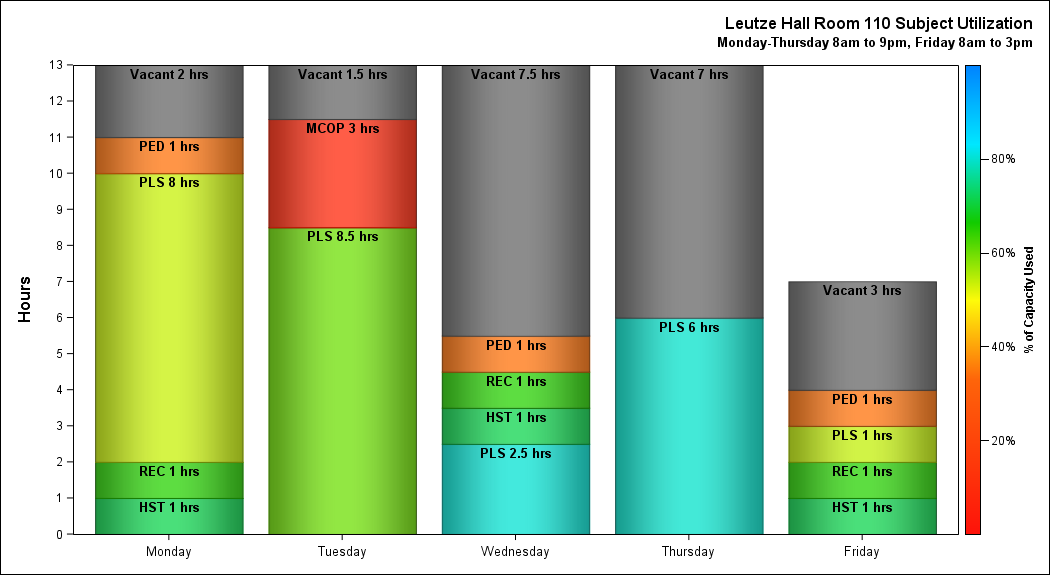 Leutze Hall Room 110 Subject Utilization
Monday-Thursday 8am to 9pm, Friday 8am to 3pm
Hours
13
12
11
10
9
8
7
6
5
4
3
2
1
0
Vacant 2 hrs
PED 1 hrs
PLS 8 hrs
REC 1 hrs
HST 1 hrs
Vacant 1.5 hrs
MCOP 3 hrs
PLS 8.5 hrs
Vacant 7.5 hrs
PED 1 hrs
REC 1 hrs
HST 1 hrs
PLS 2.5 hrs
Vacant 7 hrs
PLS 6 hrs
Vacant 3 hrs
PED 1 hrs
PLS 1 hrs
REC 1 hrs
HST 1 hrs
Monday
Tuesday
Wednesday
Thursday
Friday
80%
60%
40%
20%
% of Capacity Used